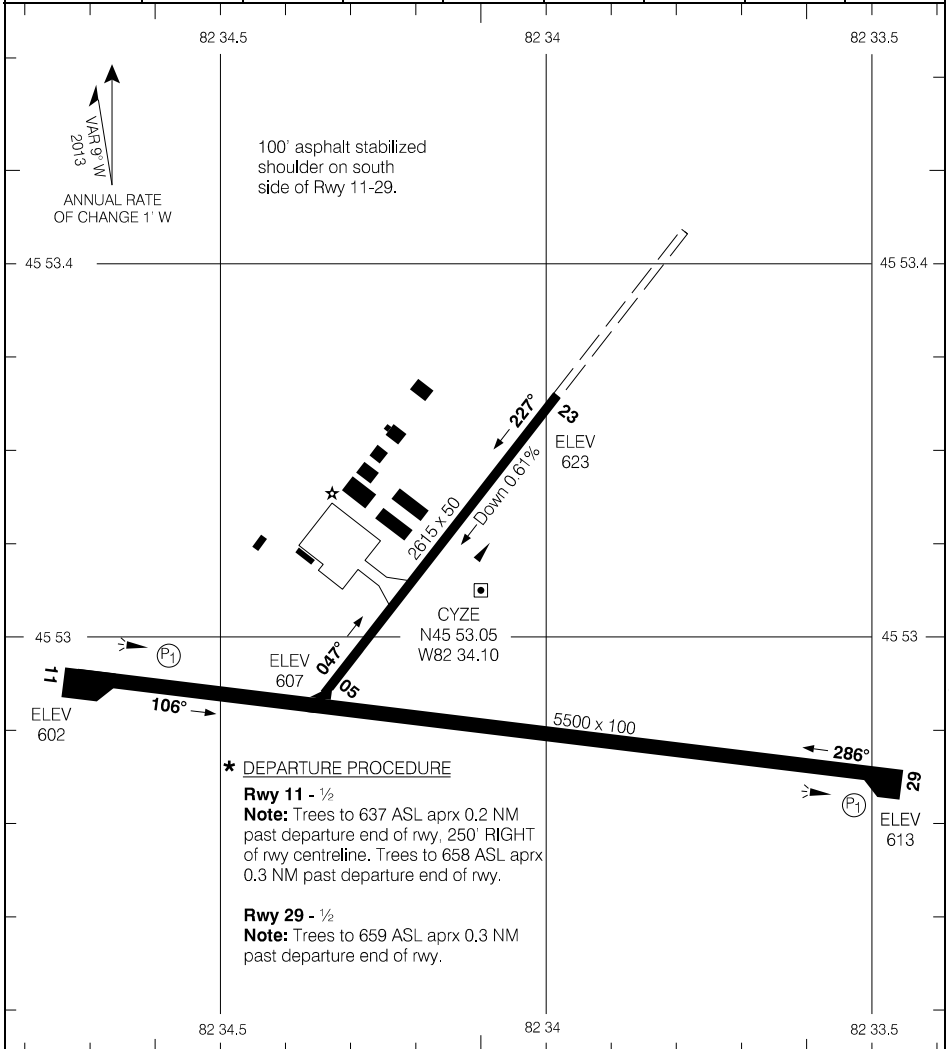 82 34.5
82 34
82 33.5
VAR 9° W
2013
ANNUAL RATE
OF CHANGE 1' W
100' asphalt stabilized
shoulder on south
side of Rwy 11-29.
45 53.4
45 53.4
227°
23
ELEV
623
Down 0.61%
2615 x 50
CYZE
N45 53.05
W82 34.10
45 53
45 53
P1
ELEV
607
047°
05
11
ELEV
602
106°
5500 x 100
286°
29
P1
ELEV
613
* DEPARTURE PROCEDURE
Rwy 11 - ½
Note: Trees to 637 ASL aprx 0.2 NM
past departure end of rwy, 250' RIGHT
of rwy centreline. Trees to 658 ASL aprx
0.3 NM past departure end of rwy.
Rwy 29 - ½
Note: Trees to 659 ASL aprx 0.3 NM
past departure end of rwy.
82 34.5
82 34
82 33.5